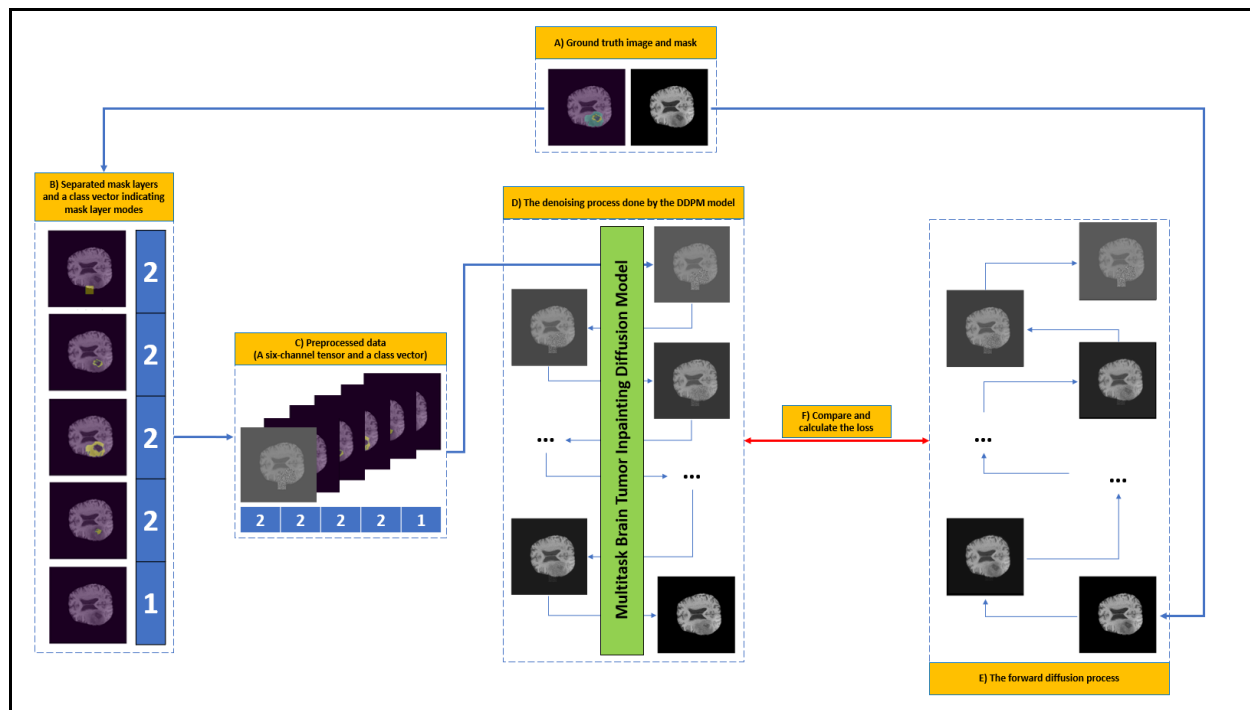 A) Ground truth image and mask
B) Separated mask layers
and a class vector indicating
mask layer modes
2
2
2
2
1
C) Preprocessed data
(A six-channel tensor and a class vector)
2 2 2 2 1
D) The denoising process done by the DDPM model
Multitask Brain Tumor Inpainting Diffusion Model
...
...
F) Compare and
calculate the loss
...
...
E) The forward diffusion process